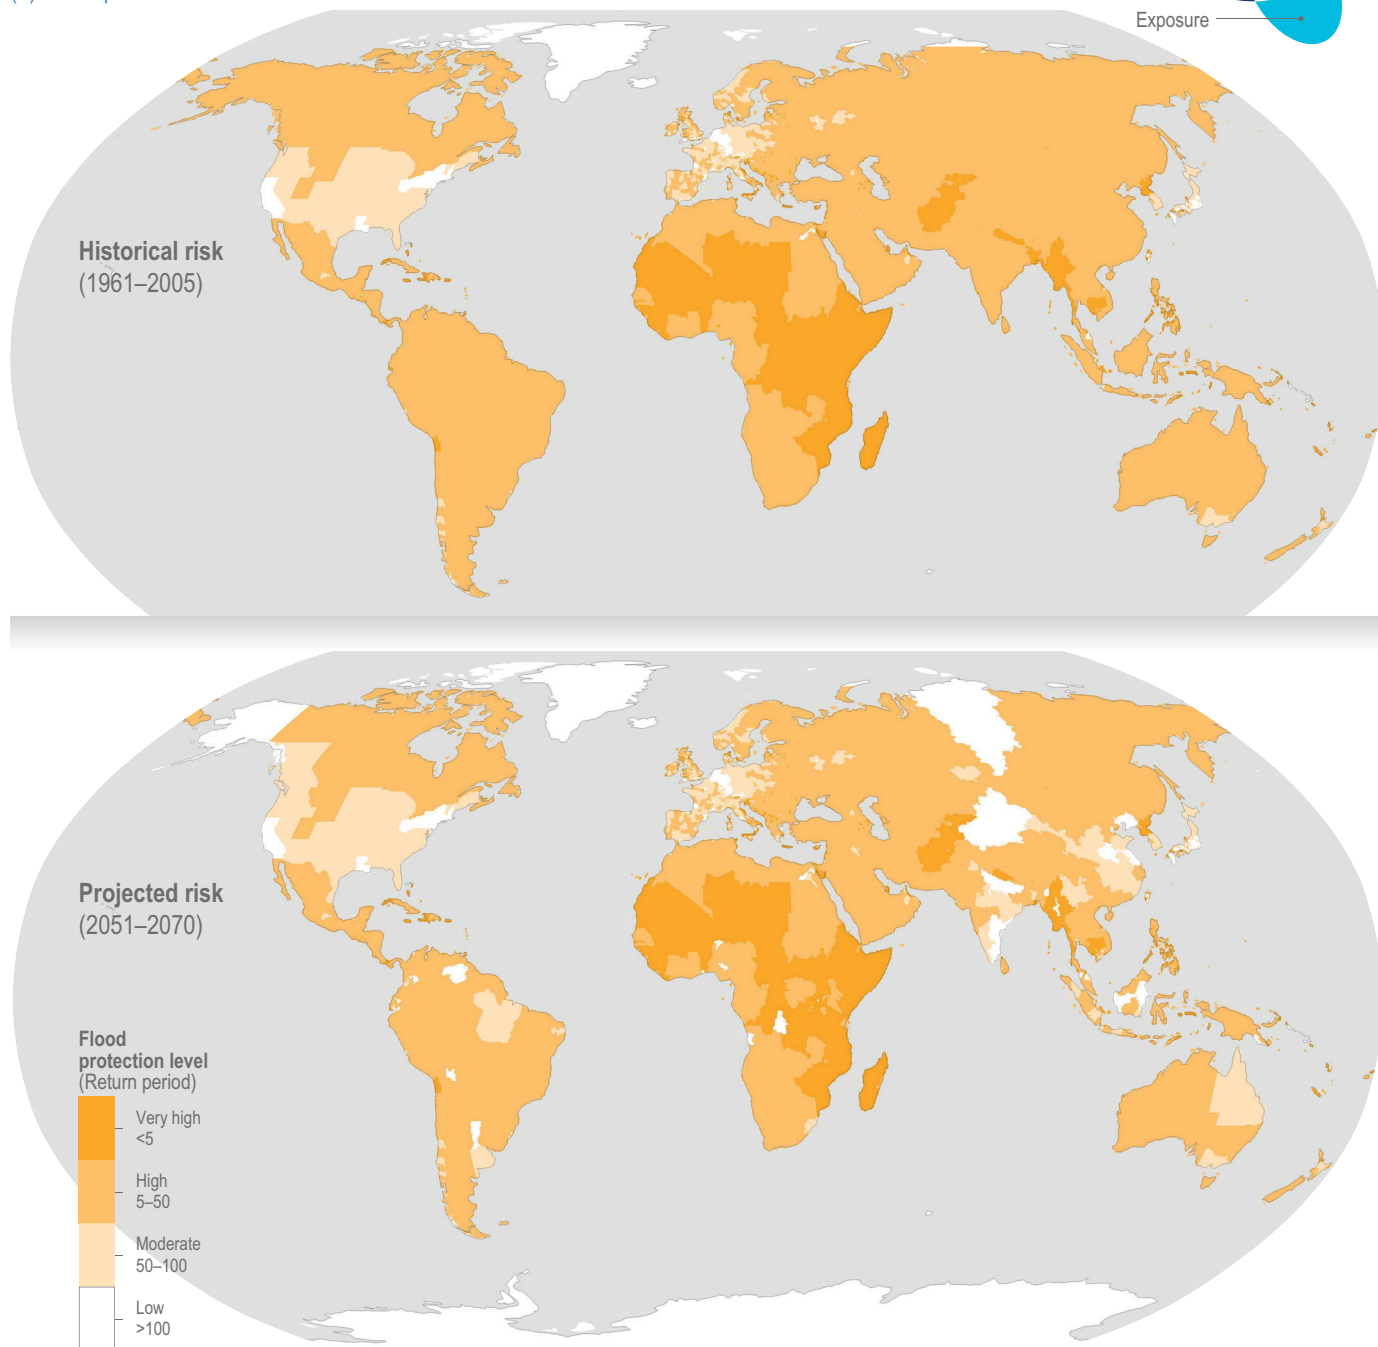 Exposure
Historical risk
(1961–2005)
Projected risk
(2051–2070)
Flood
protection level
(Return period)
Very high
<5
High
5–50
Moderate
50–100
Low
>100